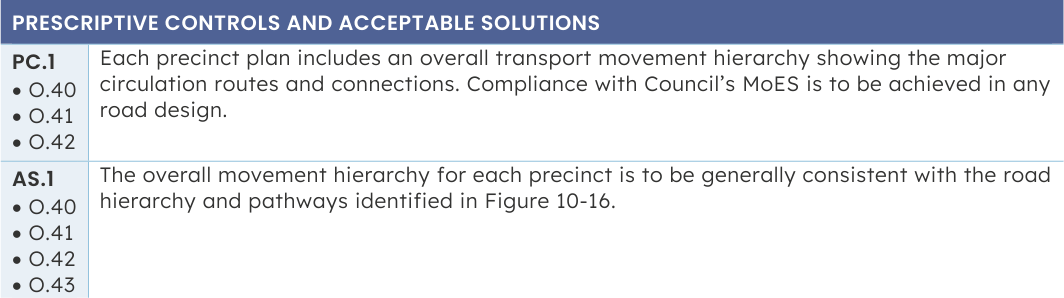 PRESCRIPTIVE CONTROLS AND ACCEPTABLE SOLUTIONS
PC.1
• O.40
• O.41
• O.42
Each precinct plan includes an overall transport movement hierarchy showing the major
circulation routes and connections. Compliance with Council's MoES is to be achieved in any
road design.
AS.1
• O.40
• O.41
• O.42
• O.43
The overall movement hierarchy for each precinct is to be generally consistent with the road
hierarchy and pathways identified in Figure 10-16.